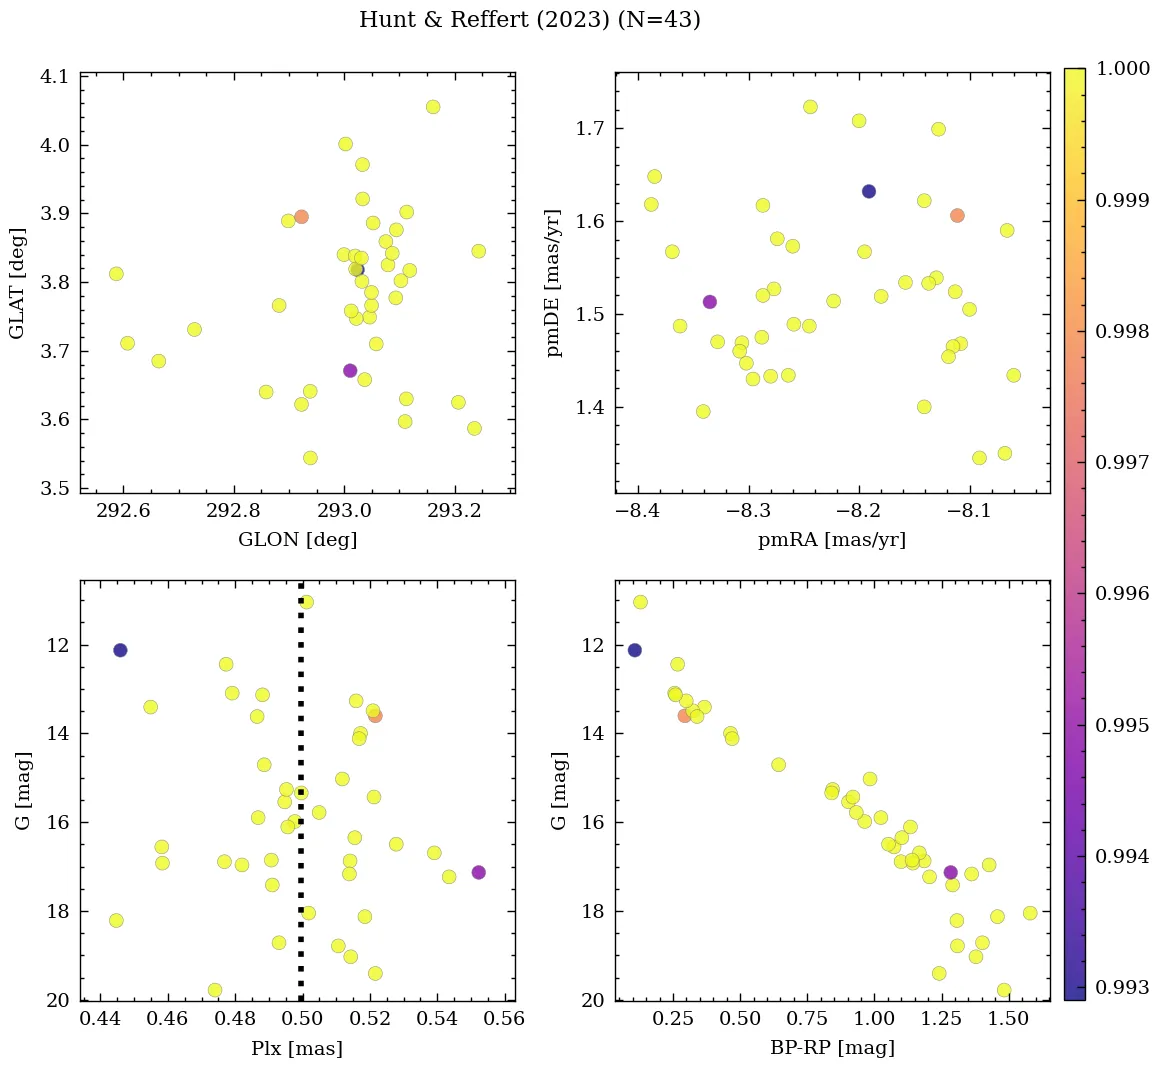 Hunt & Reffert (2023) (N=43)
4.1
4.0
3.9
3.8
3.7
3.6
3.5
GLAT [deg]
292.6 292.8 293.0 293.2
GLON [deg]
1.7
1.6
1.5
1.4
pmDE [mas/yr]
−8.4 −8.3 −8.2 −8.1
pmRA [mas/yr]
12
14
16
18
20
G [mag]
0.44 0.46 0.48 0.50 0.52 0.54 0.56
Plx [mas]
12
14
16
18
20
G [mag]
0.25 0.50 0.75 1.00 1.25 1.50
BP-RP [mag]
1.000
0.999
0.998
0.997
0.996
0.995
0.994
0.993